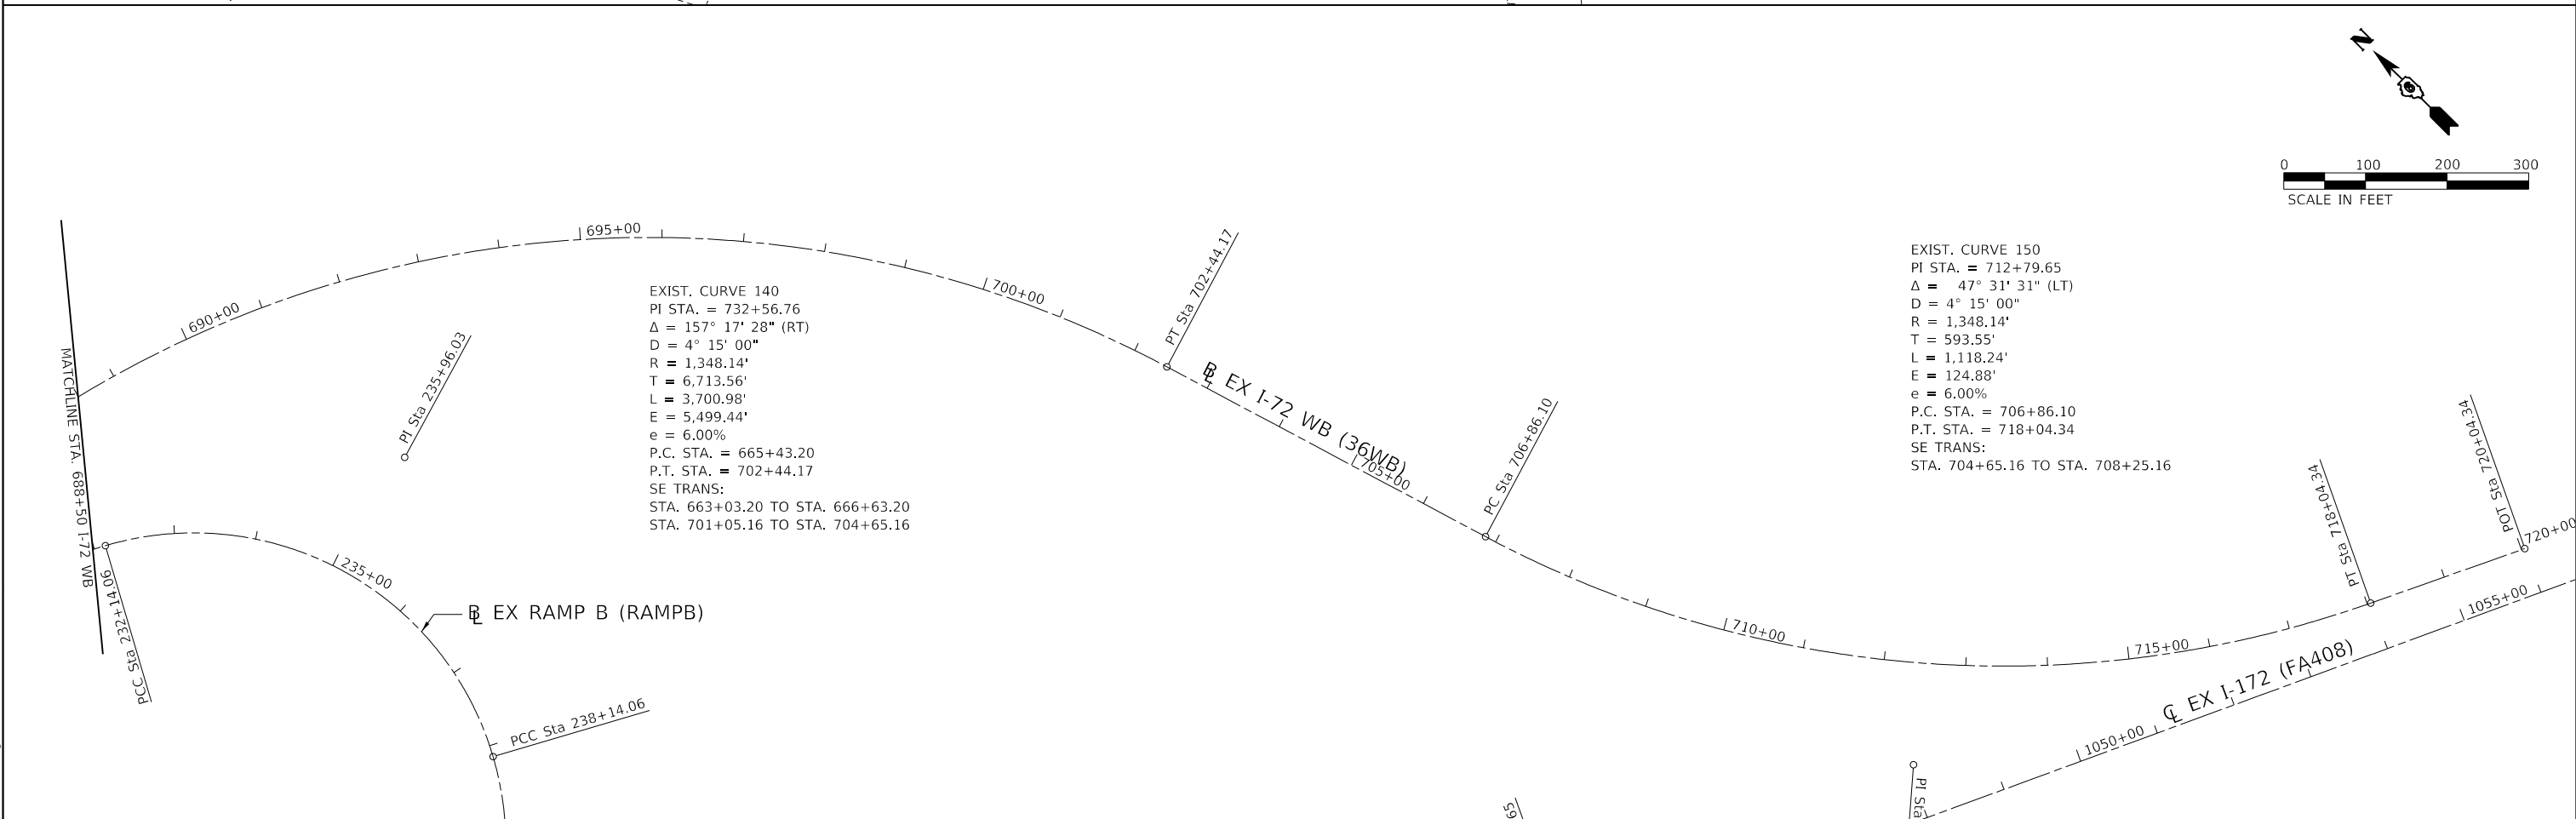 N
0 100 200 300
SCALE IN FEET
MATCHLINE STA. 688+50 I-72 WB
690+00
695+00
700+00
PT Sta 702+44.17
℄ EX I-72 WB (36WB)
705+00
PC Sta 706+86.10
710+00
715+00
PT Sta 718+04.34
POT Sta 720+04.34
720+00
EXIST. CURVE 140
PI STA. = 732+56.76
Δ = 157° 17' 28" (RT)
D = 4° 15' 00"
R = 1,348.14'
T = 6,713.56'
L = 3,700.98'
E = 5,499.44'
e = 6.00%
P.C. STA. = 665+43.20
P.T. STA. = 702+44.17
SE TRANS:
STA. 663+03.20 TO STA. 666+63.20
STA. 701+05.16 TO STA. 704+65.16
EXIST. CURVE 150
PI STA. = 712+79.65
Δ = 47° 31' 31" (LT)
D = 4° 15' 00"
R = 1,348.14'
T = 593.55'
L = 1,118.24'
E = 124.88'
e = 6.00%
P.C. STA. = 706+86.10
P.T. STA. = 718+04.34
SE TRANS:
STA. 704+65.16 TO STA. 708+25.16
PI Sta 235+96.03
PCC Sta 232+14.06
235+00
BL EX RAMP B (RAMPB)
PCC Sta 238+14.06
℄ EX I-172 (FA408)
1050+00
1055+00
PI Sta
65